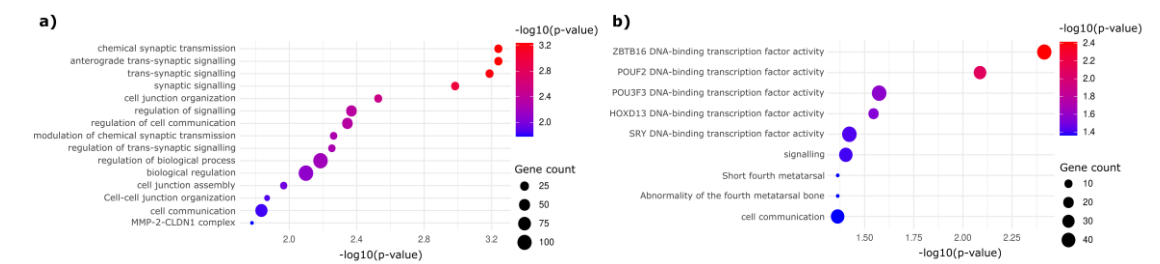 a)
-log10(p-value)
chemical synaptic transmission
anterograde trans-synaptic signalling
trans-synaptic signalling
synaptic signalling
cell junction organization
regulation of signalling
regulation of cell communication
modulation of chemical synaptic transmission
regulation of trans-synaptic signalling
regulation of biological process
biological regulation
cell junction assembly
Cell-cell junction organization
cell communication
MMP-2-CLDN1 complex
2.0
2.4
2.8
3.2
-log10(p-value)
3.2
2.8
2.4
2.0
Gene count
25
50
75
100
b)
-log10(p-value)
ZBTB16 DNA-binding transcription factor activity
POUF2 DNA-binding transcription factor activity
POU3F3 DNA-binding transcription factor activity
HOXD13 DNA-binding transcription factor activity
SRY DNA-binding transcription factor activity
signalling
Short fourth metatarsal
Abnormality of the fourth metatarsal bone
cell communication
1.50
1.75
2.00
2.25
-log10(p-value)
2.4
2.2
2.0
1.8
1.6
1.4
Gene count
10
20
30
40